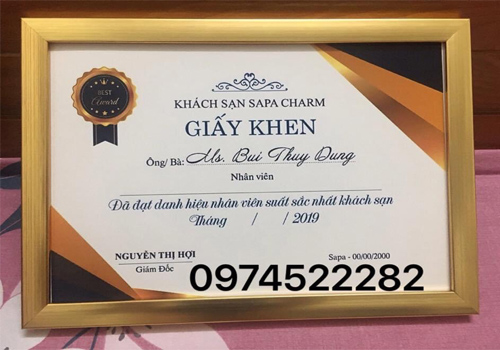 BEST
Award
KHÁCH SẠN SAPA CHARM
GIẤY KHEN
Ông/ Bà: Ms. Bui Thuy Dung
Nhân viên
Đã đạt danh hiệu nhân viên suất sắc nhất khách sạn
Tháng / / 2019
NGUYỄN THỊ HỢI
Giám Đốc
Sapa - 00/00/2000
0974522282